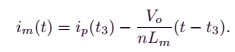 i_m(t) = i_p(t_3) − \frac{V_o}{nL_m}(t − t_3).